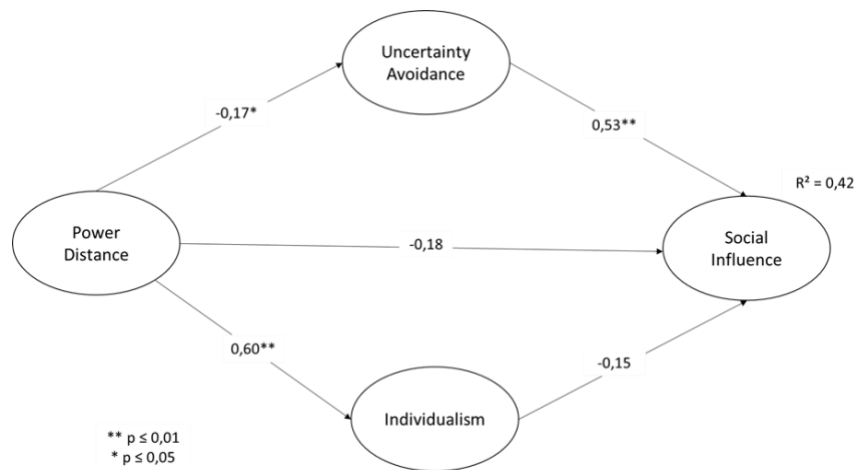 Uncertainty
Avoidance
-0,17*
0,53**
R² = 0,42
Power
Distance
-0,18
Social
Influence
0,60**
-0,15
Individualism
** p ≤ 0,01
* p ≤ 0,05